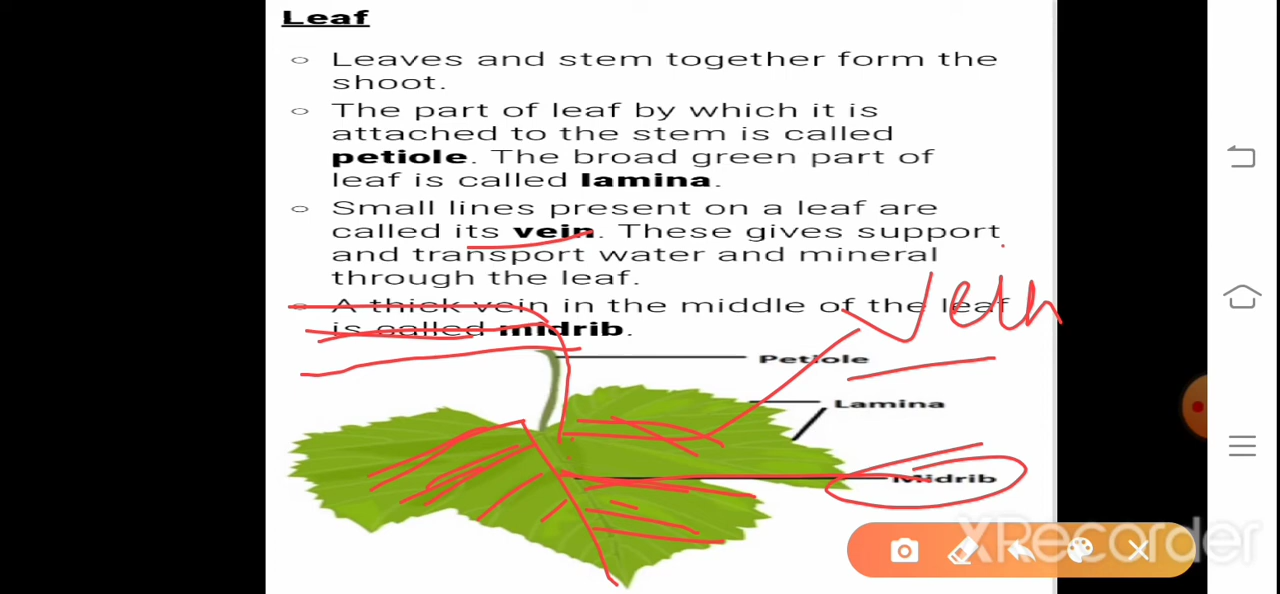 Leaf
○ Leaves and stem together form the
shoot.
○ The part of leaf by which it is
attached to the stem is called
petiole. The broad green part of
leaf is called lamina.
○ Small lines present on a leaf are
called its vein. These gives support
and transport water and mineral
through the leaf.
○ A thick vein in the middle of the leaf
is called midrib.
Vein
Petiole
Lamina
Midrib
XRecorder